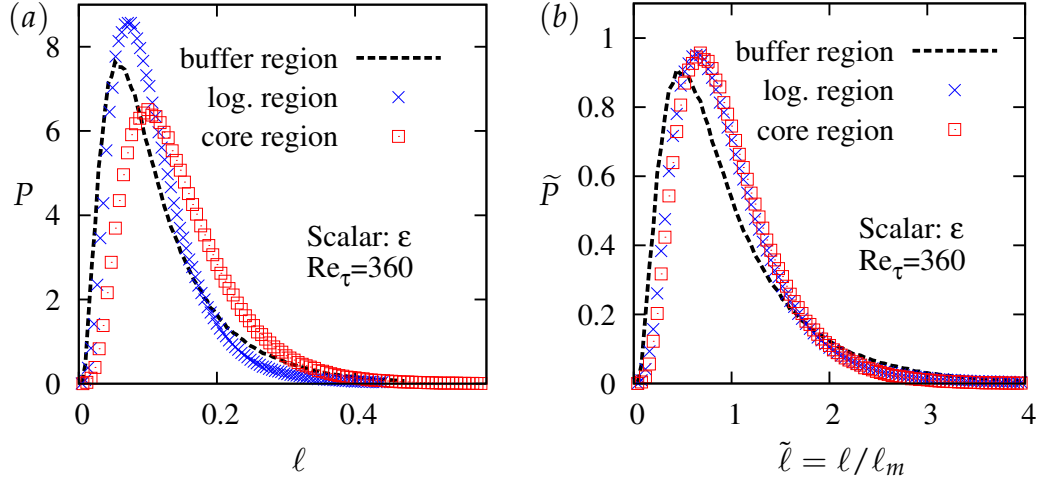 (a)
P
8
6
4
2
0
0
0.2
0.4
ℓ
buffer region
log. region
core region
Scalar: ε
Re_τ=360
(b)
P̃
1
0.8
0.6
0.4
0.2
0
0
1
2
3
4
ℓ̃ = ℓ/ℓ_m
buffer region
log. region
core region
Scalar: ε
Re_τ=360